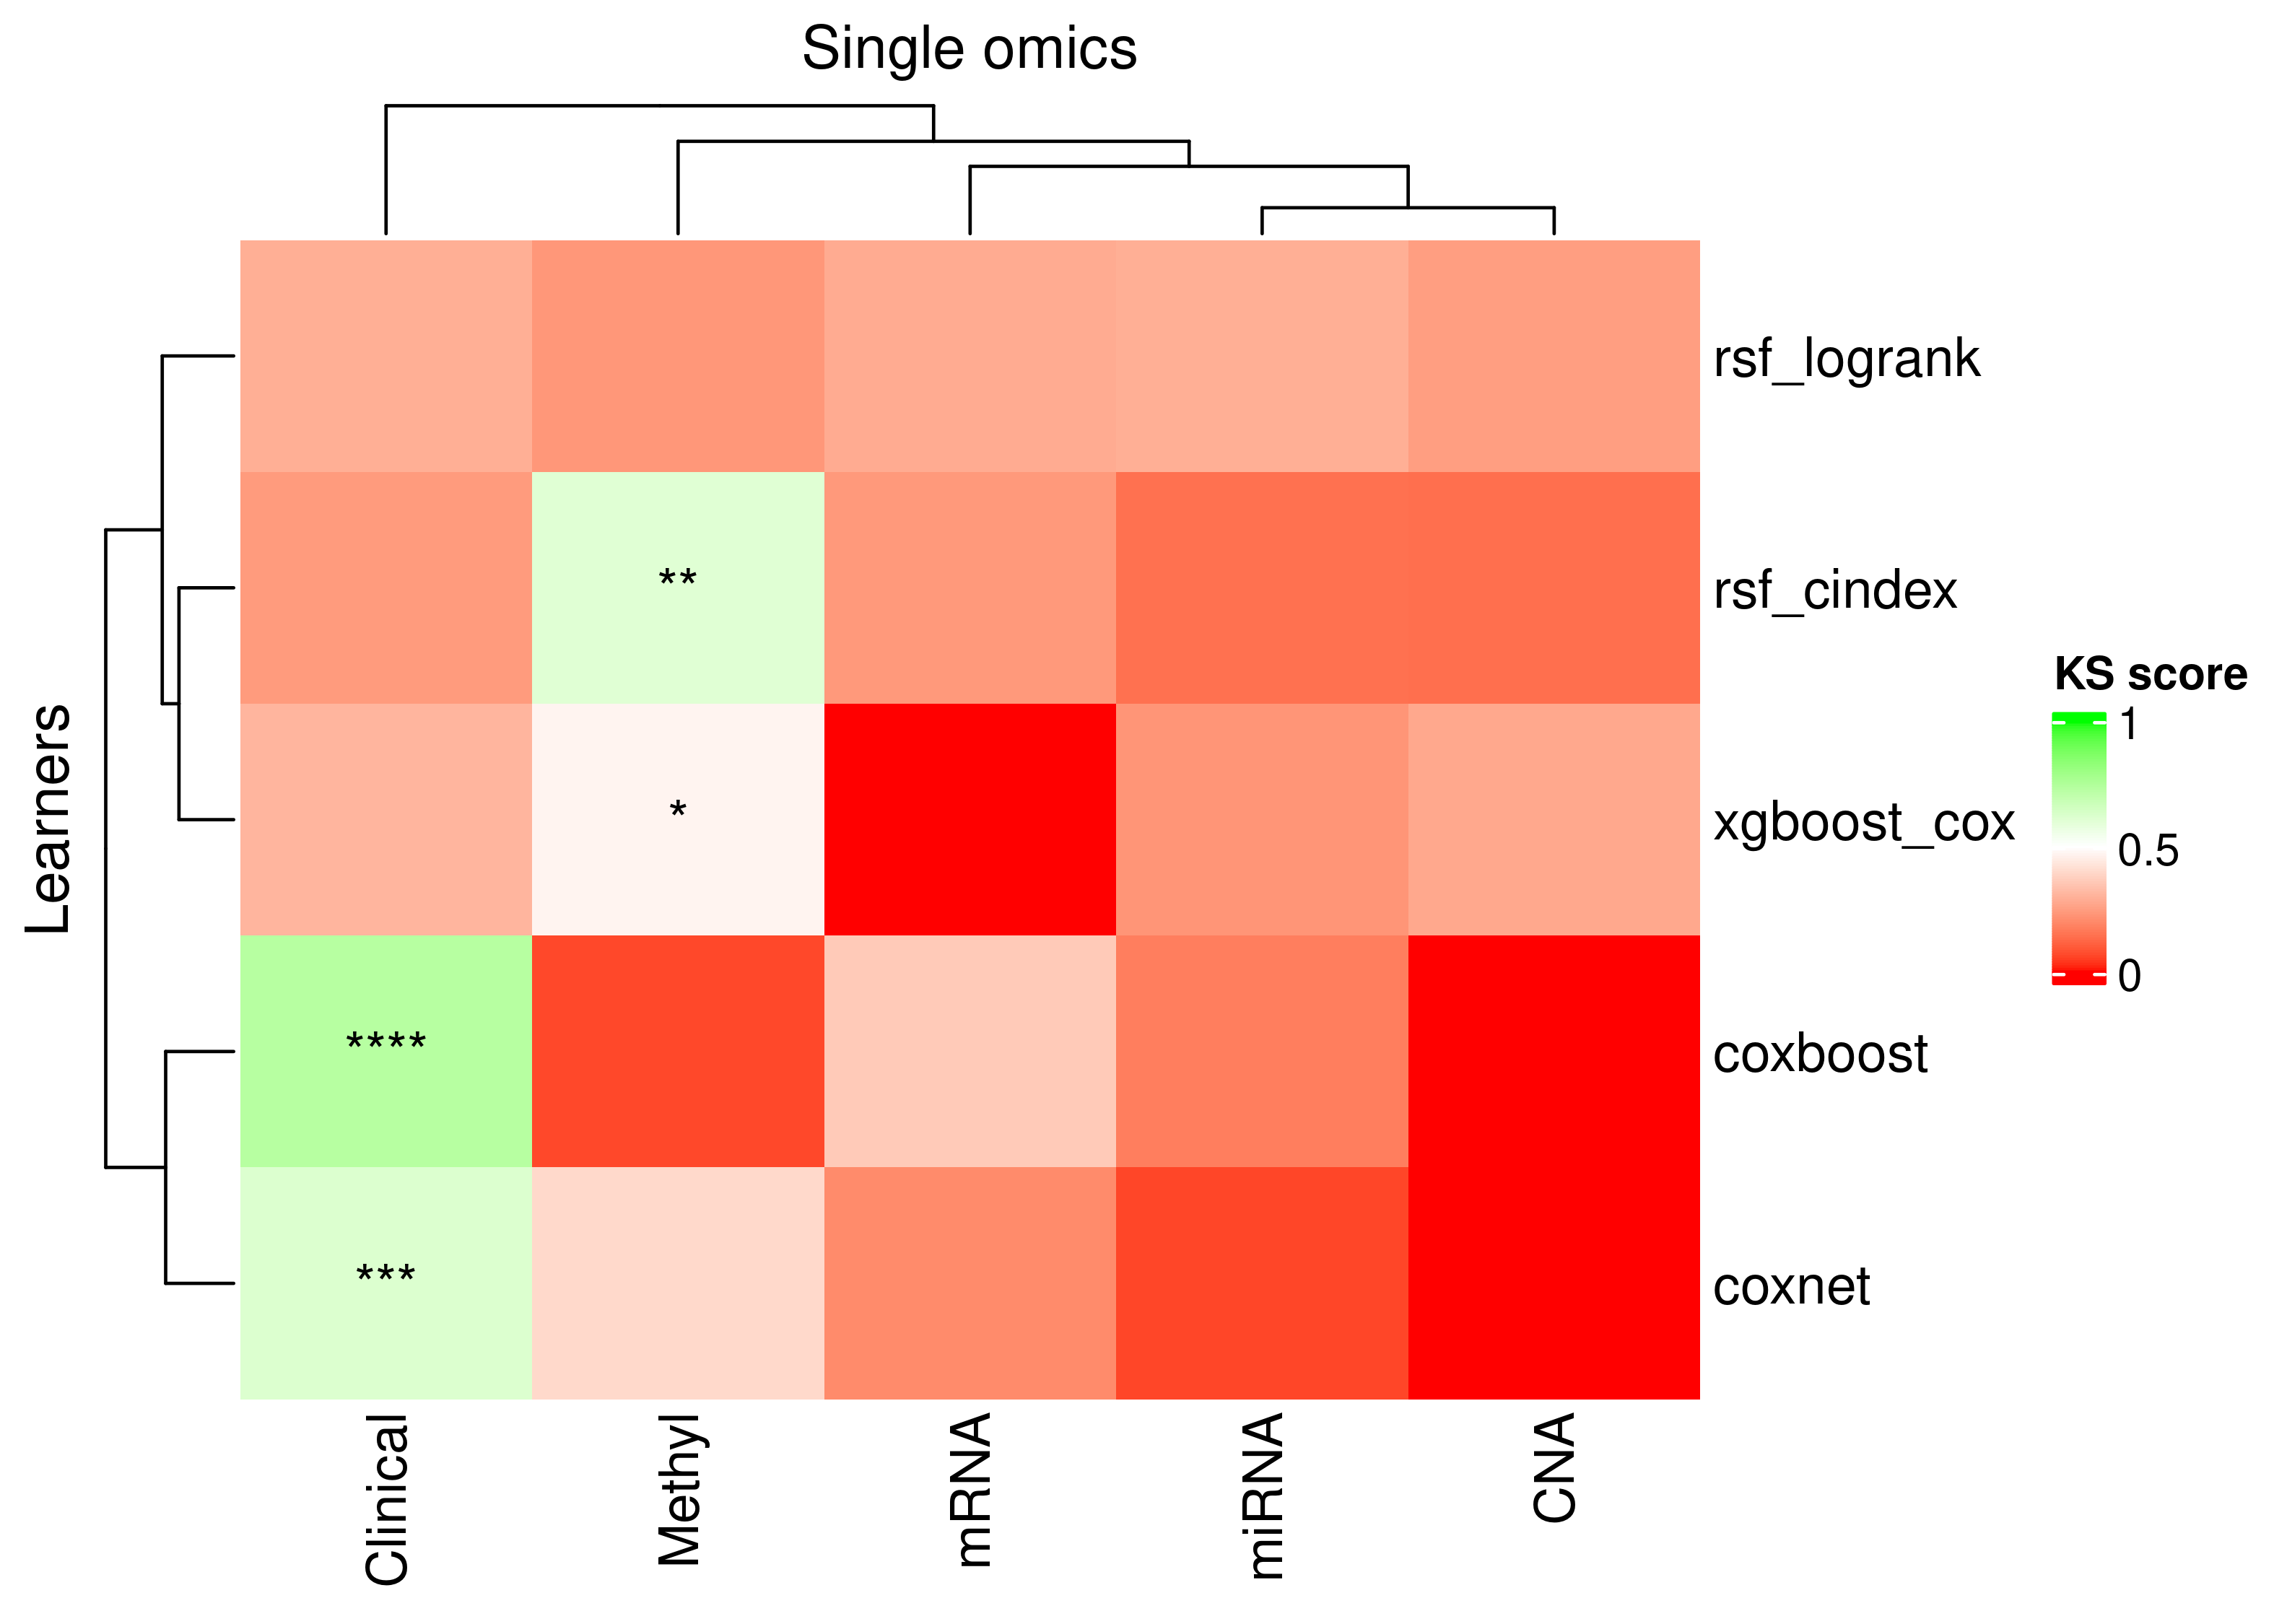 Single omics
Learners
rsf_logrank
**
rsf_cindex
*
xgboost_cox
****
coxboost
***
coxnet
Clinical
Methyl
mRNA
miRNA
CNA
KS score
1
0.5
0